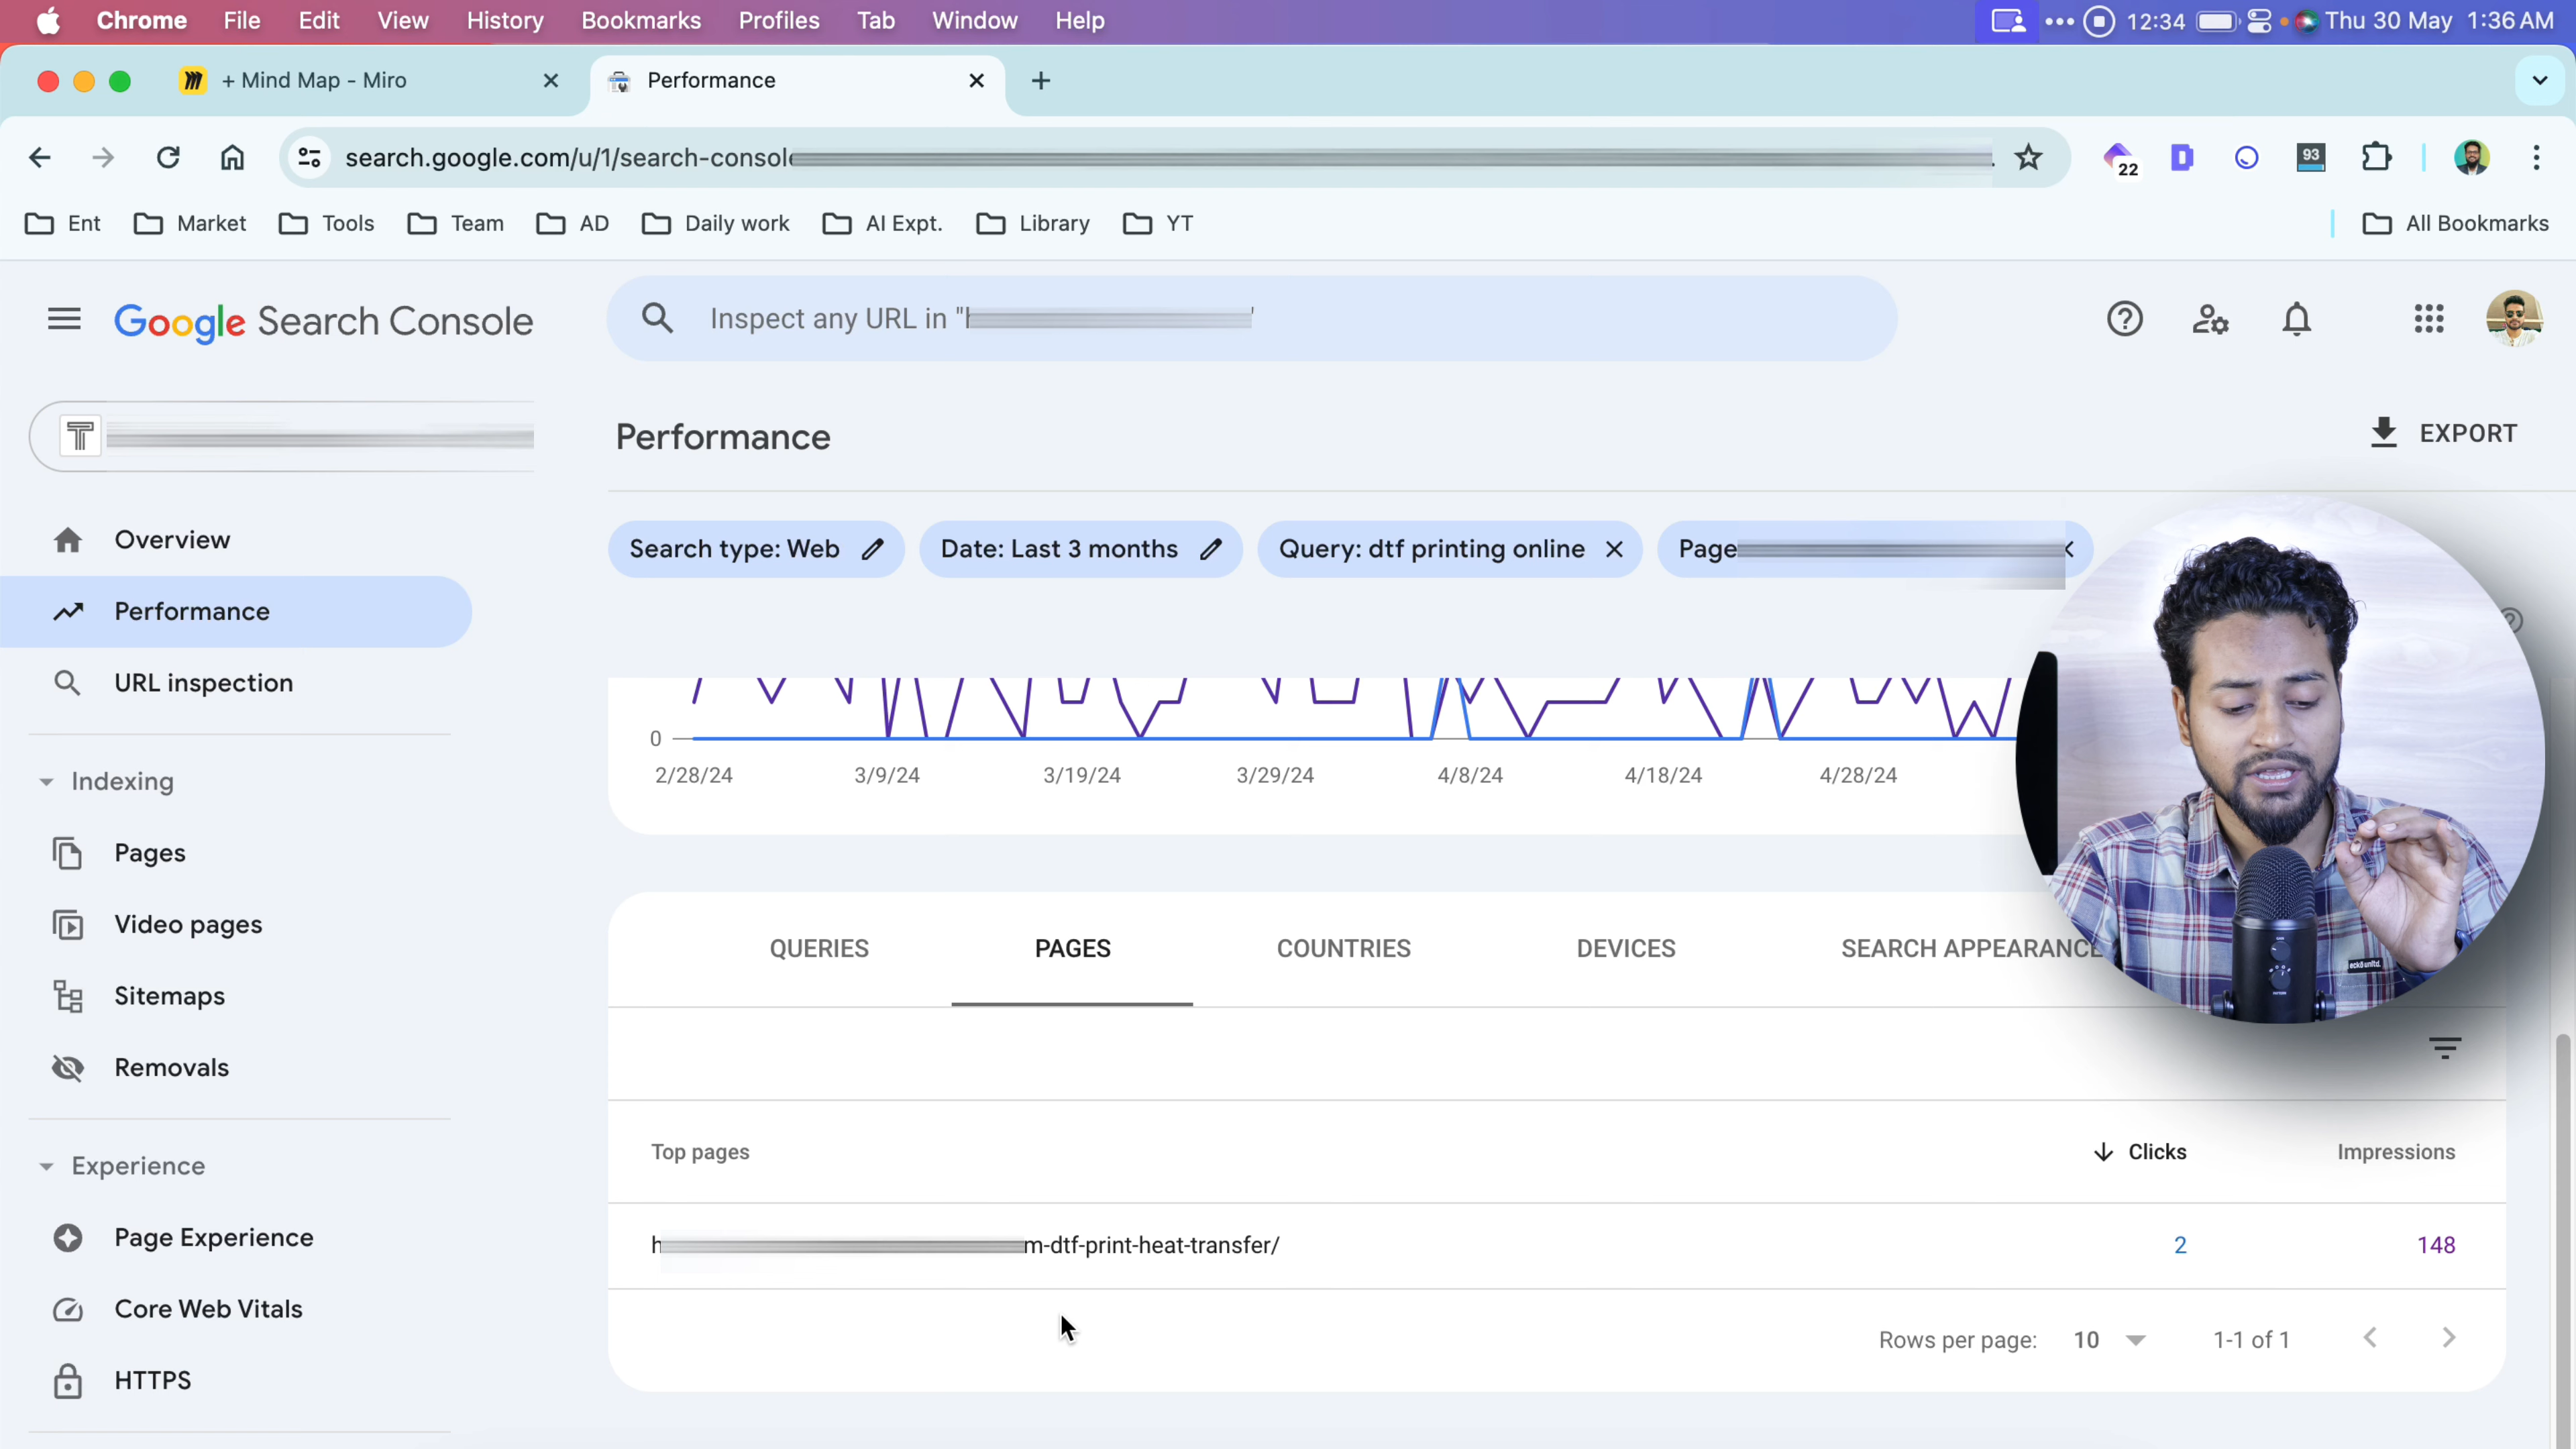 Chrome File Edit View History Bookmarks Profiles Tab Window Help 12:34 Thu 30 May 1:36 AM
+ Mind Map - Miro Performance
search.google.com/u/1/search-console 22 93
Ent Market Tools Team AD Daily work AI Expt. Library YT All Bookmarks
Google Search Console Inspect any URL in "
Performance EXPORT
Search type: Web Date: Last 3 months Query: dtf printing online Page
Overview
Performance
URL inspection
Indexing
Pages
Video pages
Sitemaps
Removals
Experience
Page Experience
Core Web Vitals
HTTPS
0
2/28/24 3/9/24 3/19/24 3/29/24 4/8/24 4/18/24 4/28/24
QUERIES PAGES COUNTRIES DEVICES SEARCH APPEARANCE
Top pages Clicks Impressions
h m-dtf-print-heat-transfer/ 2 148
Rows per page: 10 1-1 of 1